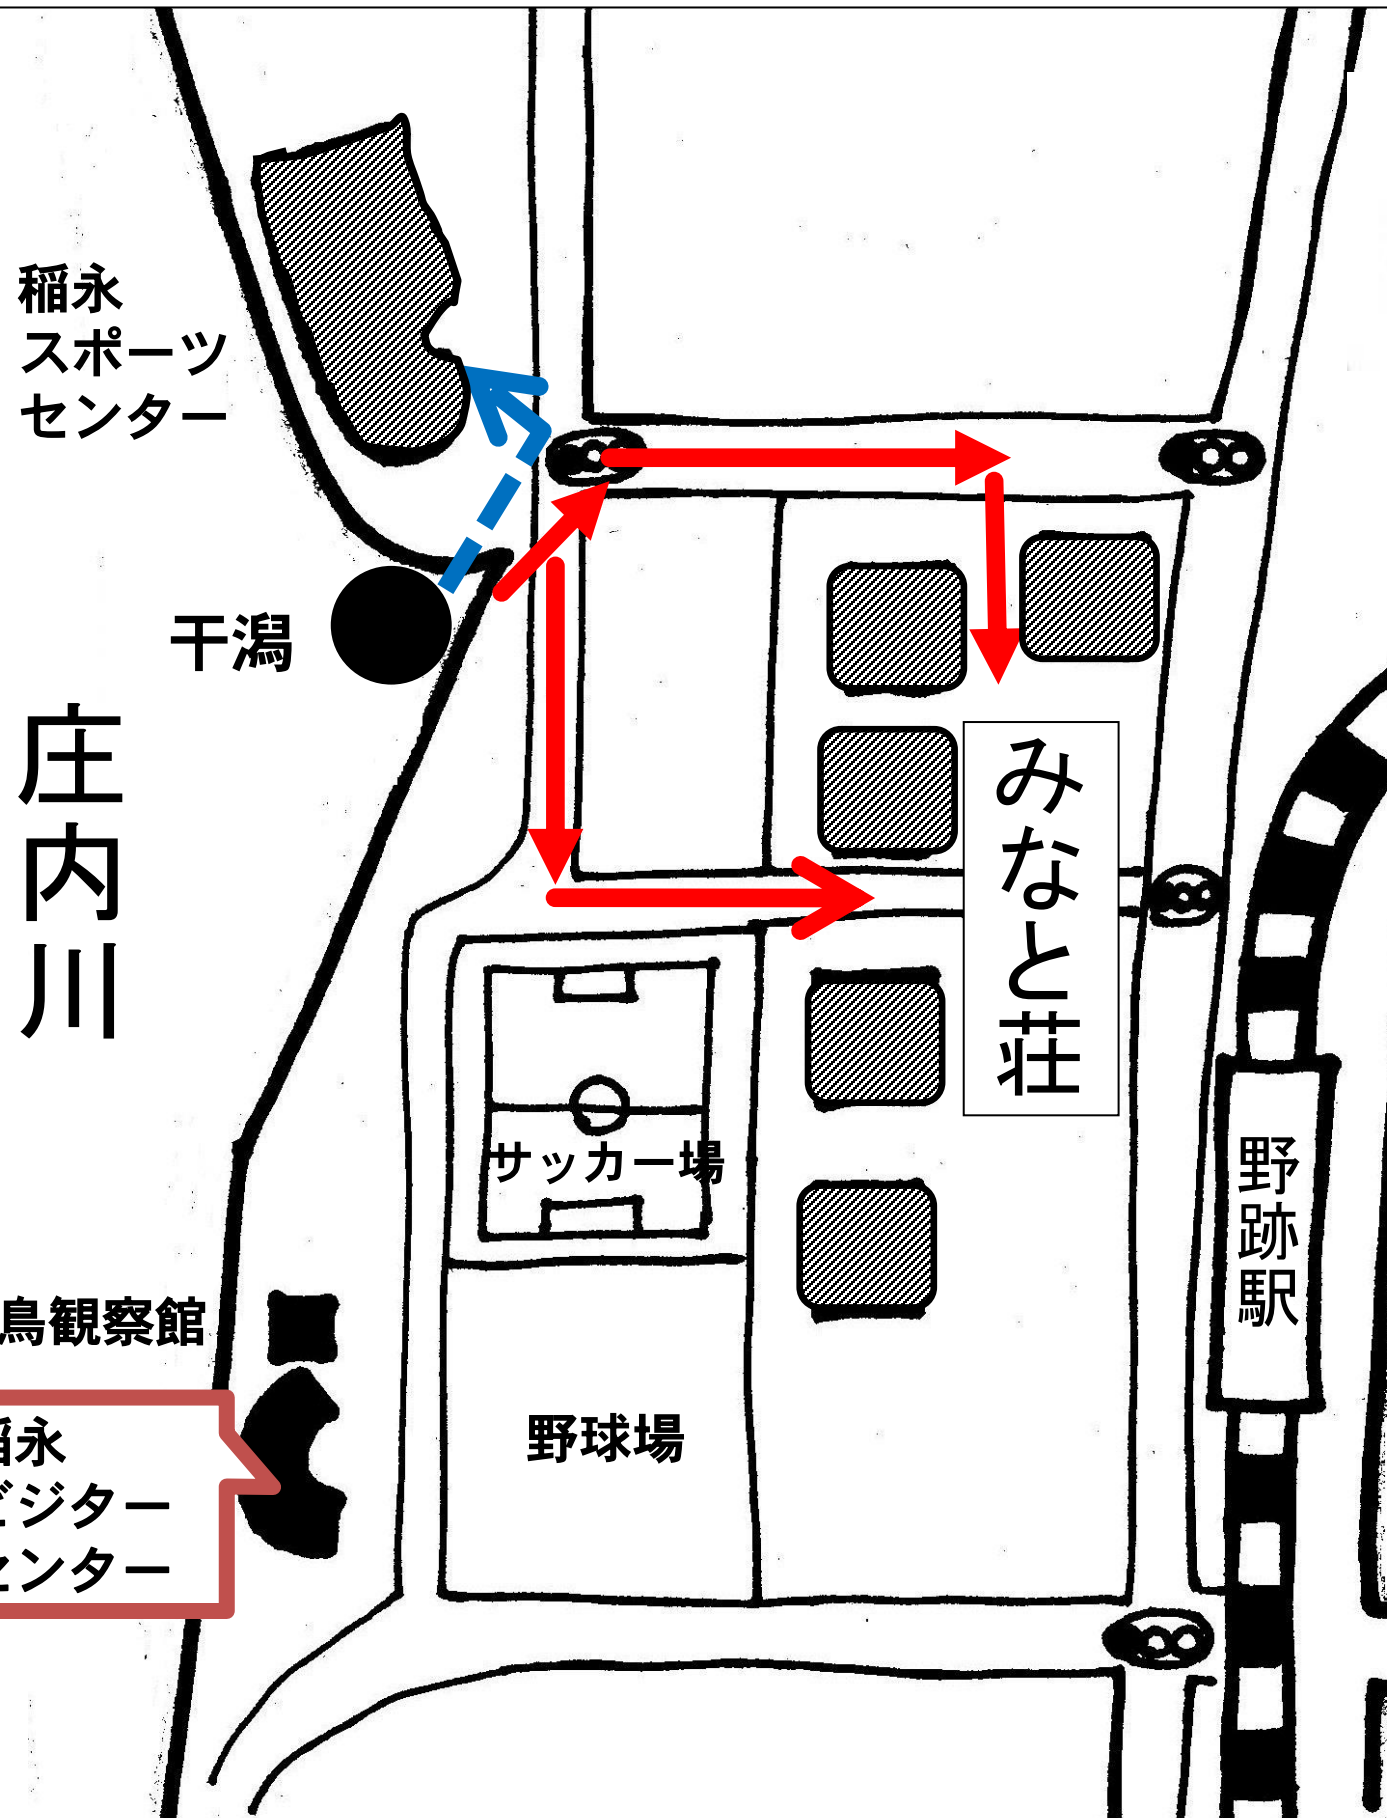 稲永
スポーツ
センター
干潟
庄内川
みなと荘
サッカー場
野跡駅
鳥観察館
稲永
ビジター
センター
野球場